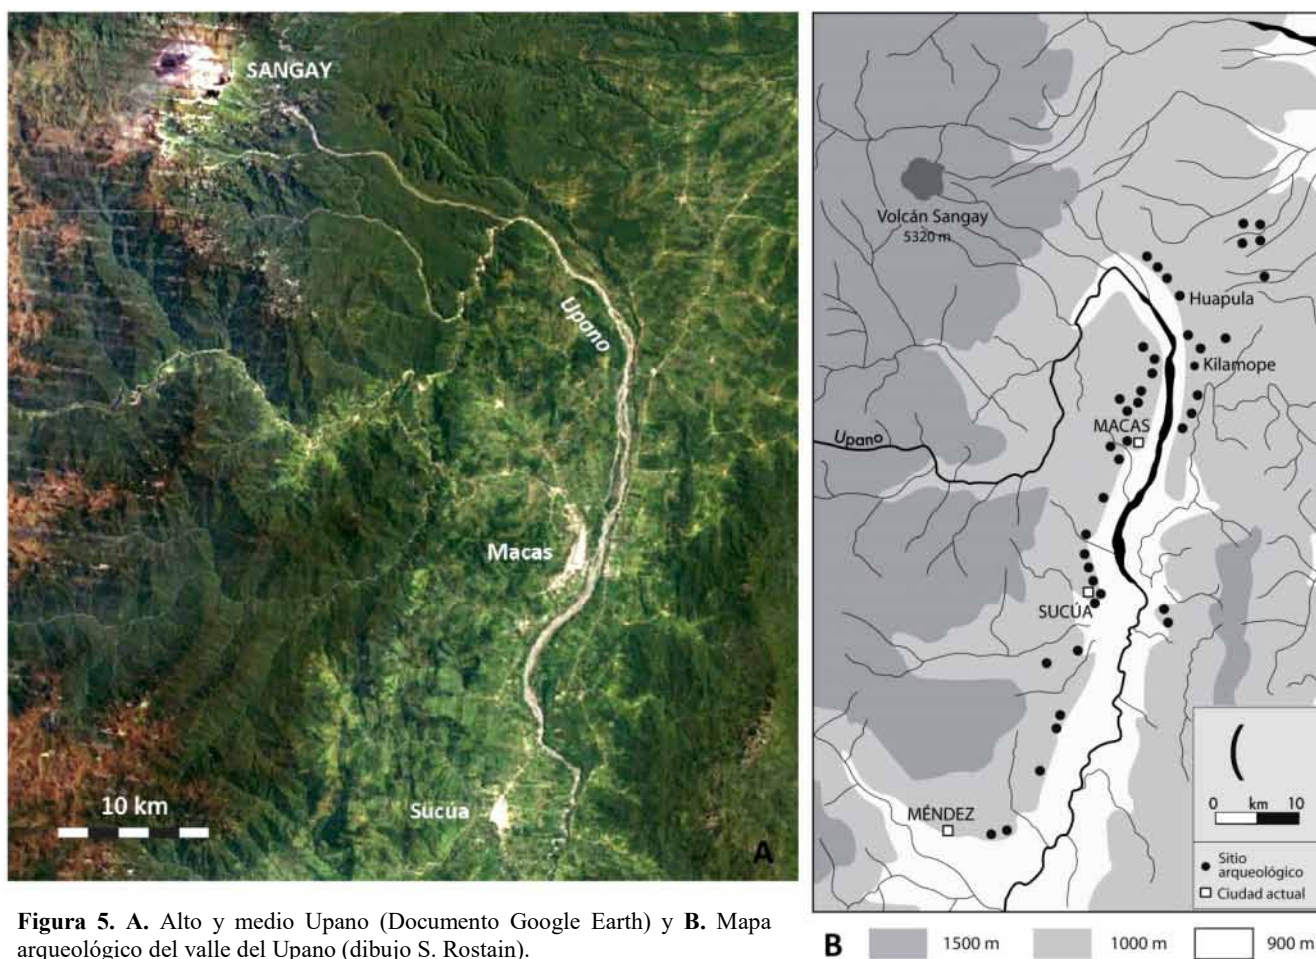 SANGAY
Upano
Macas
Sucúa
10 km
A
Volcán Sangay
5320 m
Huapula
Kilamope
MACAS
Upano
SUCÚA
MÉNDEZ
0 km 10
Sitio
arqueológico
Ciudad actual
B 1500 m 1000 m 900 m
Figura 5. A. Alto y medio Upano (Documento Google Earth) y B. Mapa
arqueológico del valle del Upano (dibujo S. Rostain).